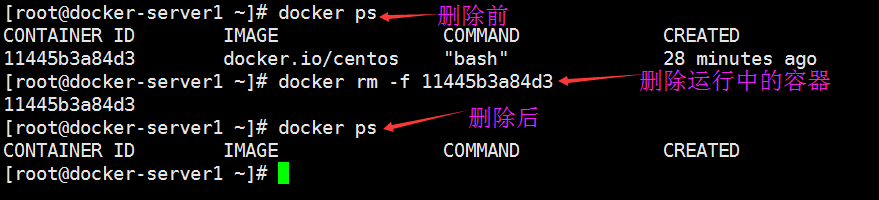 [root@docker-server1 ~]# docker ps 删除前
CONTAINER ID IMAGE COMMAND CREATED
11445b3a84d3 docker.io/centos "bash" 28 minutes ago
[root@docker-server1 ~]# docker rm -f 11445b3a84d3 删除运行中的容器
11445b3a84d3
[root@docker-server1 ~]# docker ps 删除后
CONTAINER ID IMAGE COMMAND CREATED
[root@docker-server1 ~]#